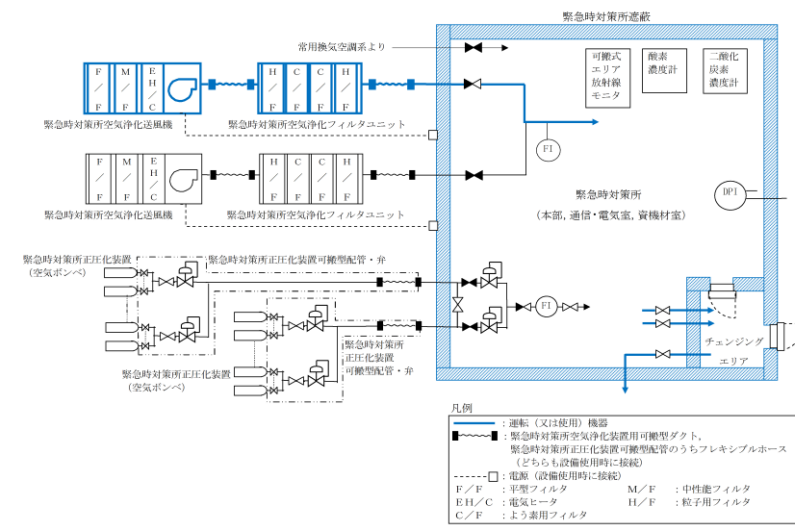 緊急時対策所遮蔽
常用換気空調系より
可搬式
エリア
放射線
モニタ
酸素
濃度計
二酸化
炭素
濃度計
F/F
M/F
EH/C
H/F
C/F
C/F
H/F
緊急時対策所空気浄化送風機
緊急時対策所空気浄化フィルタユニット
FI
F/F
M/F
EH/C
H/F
C/F
C/F
H/F
緊急時対策所空気浄化送風機
緊急時対策所空気浄化フィルタユニット
DPI
緊急時対策所
(本部,通信・電気室,資機材室)
緊急時対策所正圧化装置
(空気ボンベ)
緊急時対策所正圧化装置可搬型配管・弁
FI
緊急時対策所
正圧化装置
可搬型配管・弁
緊急時対策所正圧化装置
(空気ボンベ)
チェンジング
エリア
凡例
:運転(又は使用)機器
:緊急時対策所空気浄化装置用可搬型ダクト,
緊急時対策所正圧化装置可搬型配管のうちフレキシブルホース
(どちらも設備使用時に接続)
:電源(設備使用時に接続)
F/F :平型フィルタ M/F :中性能フィルタ
EH/C :電気ヒータ H/F :粒子用フィルタ
C/F :よう素用フィルタ